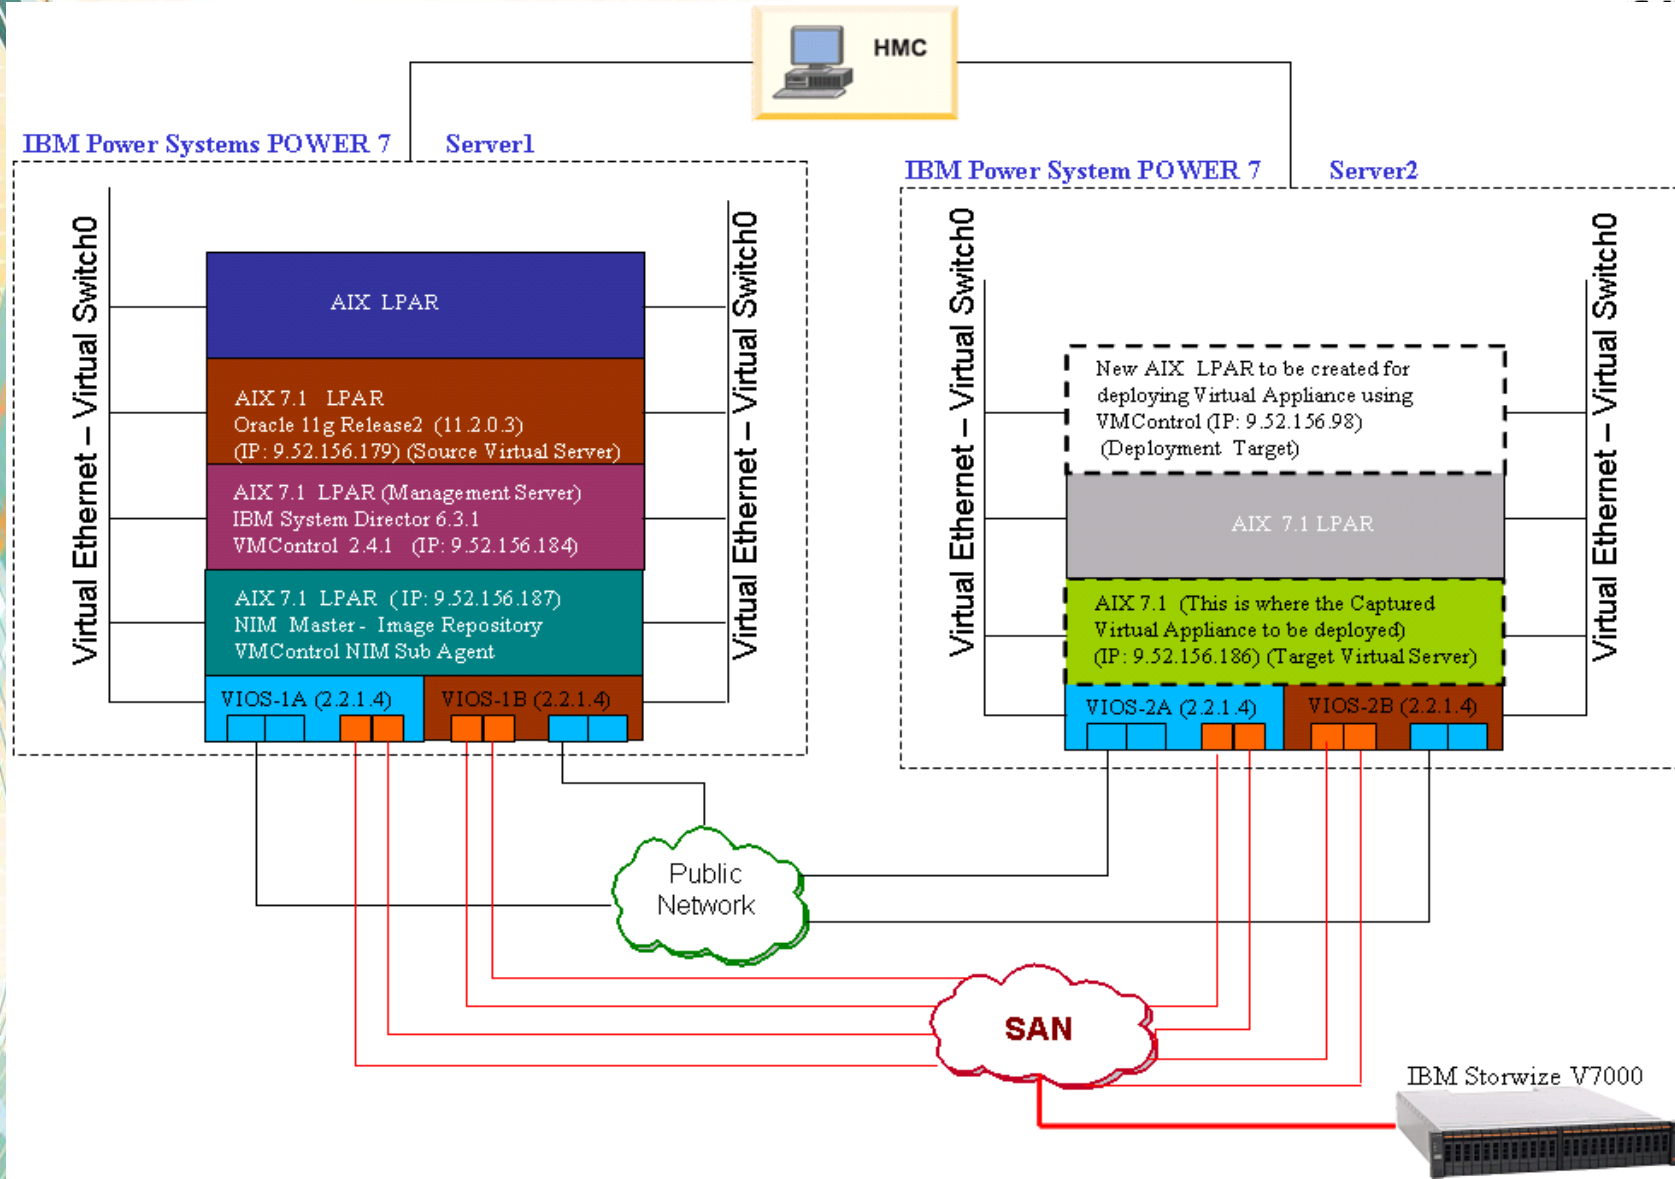 HMC
IBM Power Systems POWER 7 Server1
Virtual Ethernet – Virtual Switch0
AIX LPAR
AIX 7.1 LPAR
Oracle 11g Release2 (11.2.0.3)
(IP: 9.52.156.179) (Source Virtual Server)
AIX 7.1 LPAR (Management Server)
IBM System Director 6.3.1
VMControl 2.4.1 (IP: 9.52.156.184)
AIX 7.1 LPAR (IP: 9.52.156.187)
NIM Master - Image Repository
VMControl NIM Sub Agent
VIOS-1A (2.2.1.4)
VIOS-1B (2.2.1.4)
Virtual Ethernet – Virtual Switch0
IBM Power System POWER 7 Server2
Virtual Ethernet – Virtual Switch0
New AIX LPAR to be created for
deploying Virtual Appliance using
VMControl (IP: 9.52.156.98)
(Deployment Target)
AIX 7.1 LPAR
AIX 7.1 (This is where the Captured
Virtual Appliance to be deployed)
(IP: 9.52.156.186) (Target Virtual Server)
VIOS-2A (2.2.1.4)
VIOS-2B (2.2.1.4)
Virtual Ethernet – Virtual Switch0
Public
Network
SAN
IBM Storwize V7000